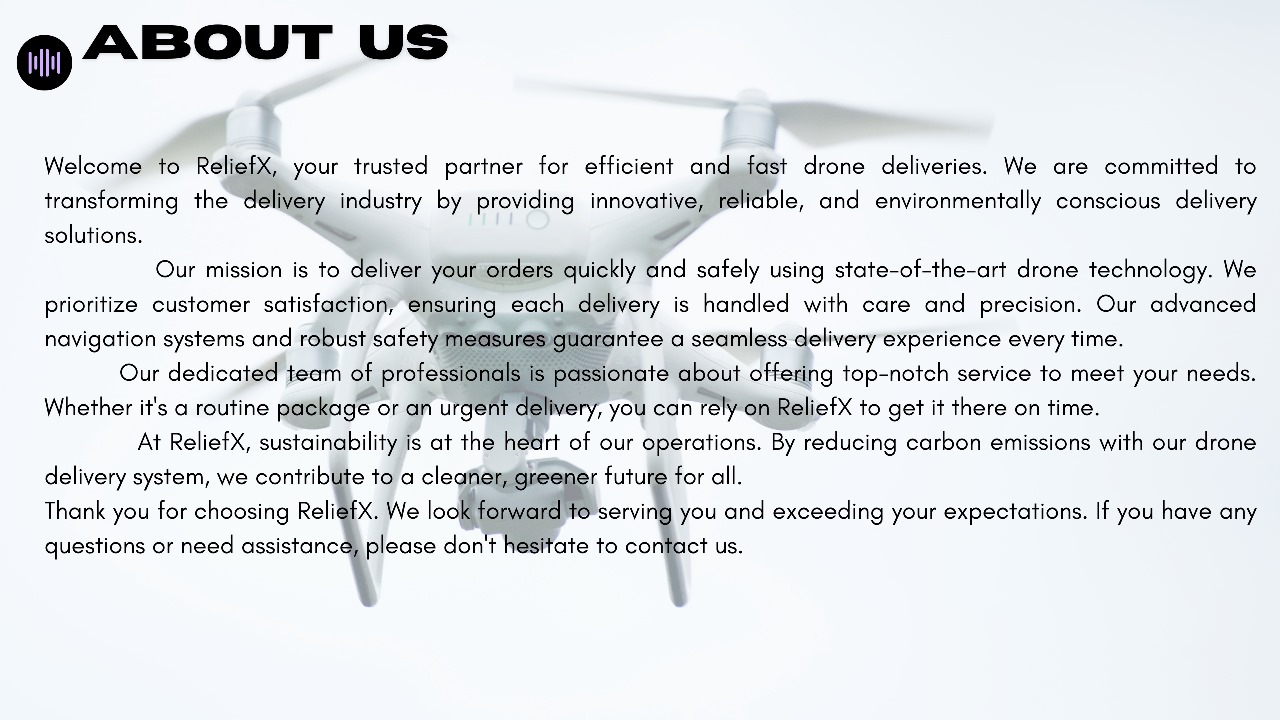 ABOUT US
Welcome to ReliefX, your trusted partner for efficient and fast drone deliveries. We are committed to
transforming the delivery industry by providing innovative, reliable, and environmentally conscious delivery
solutions.
Our mission is to deliver your orders quickly and safely using state-of-the-art drone technology. We
prioritize customer satisfaction, ensuring each delivery is handled with care and precision. Our advanced
navigation systems and robust safety measures guarantee a seamless delivery experience every time.
Our dedicated team of professionals is passionate about offering top-notch service to meet your needs.
Whether it's a routine package or an urgent delivery, you can rely on ReliefX to get it there on time.
At ReliefX, sustainability is at the heart of our operations. By reducing carbon emissions with our drone
delivery system, we contribute to a cleaner, greener future for all.
Thank you for choosing ReliefX. We look forward to serving you and exceeding your expectations. If you have any
questions or need assistance, please don't hesitate to contact us.